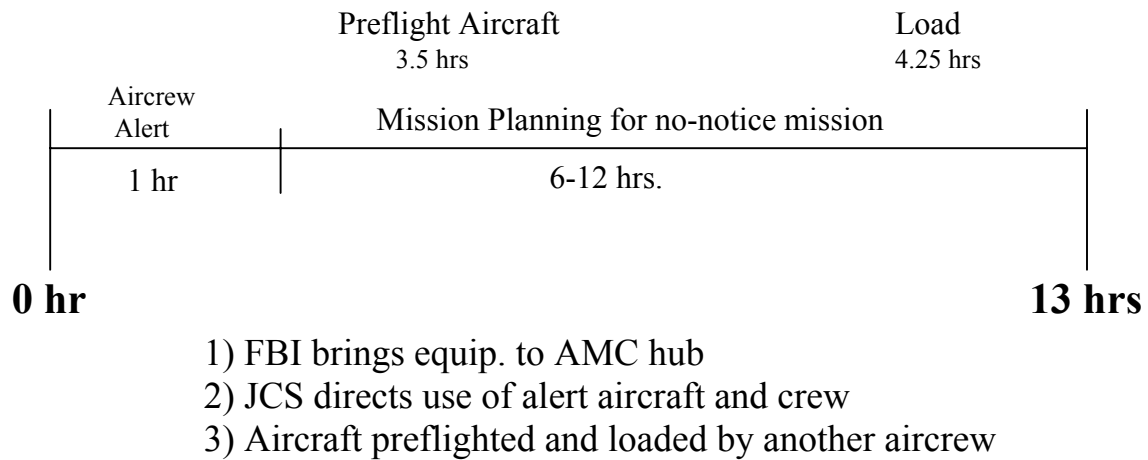 Preflight Aircraft
Load
3.5 hrs
4.25 hrs
Aircrew
Alert
Mission Planning for no-notice mission
1 hr
6-12 hrs.
0 hr
13 hrs
1) FBI brings equip. to AMC hub
2) JCS directs use of alert aircraft and crew
3) Aircraft preflighted and loaded by another aircrew